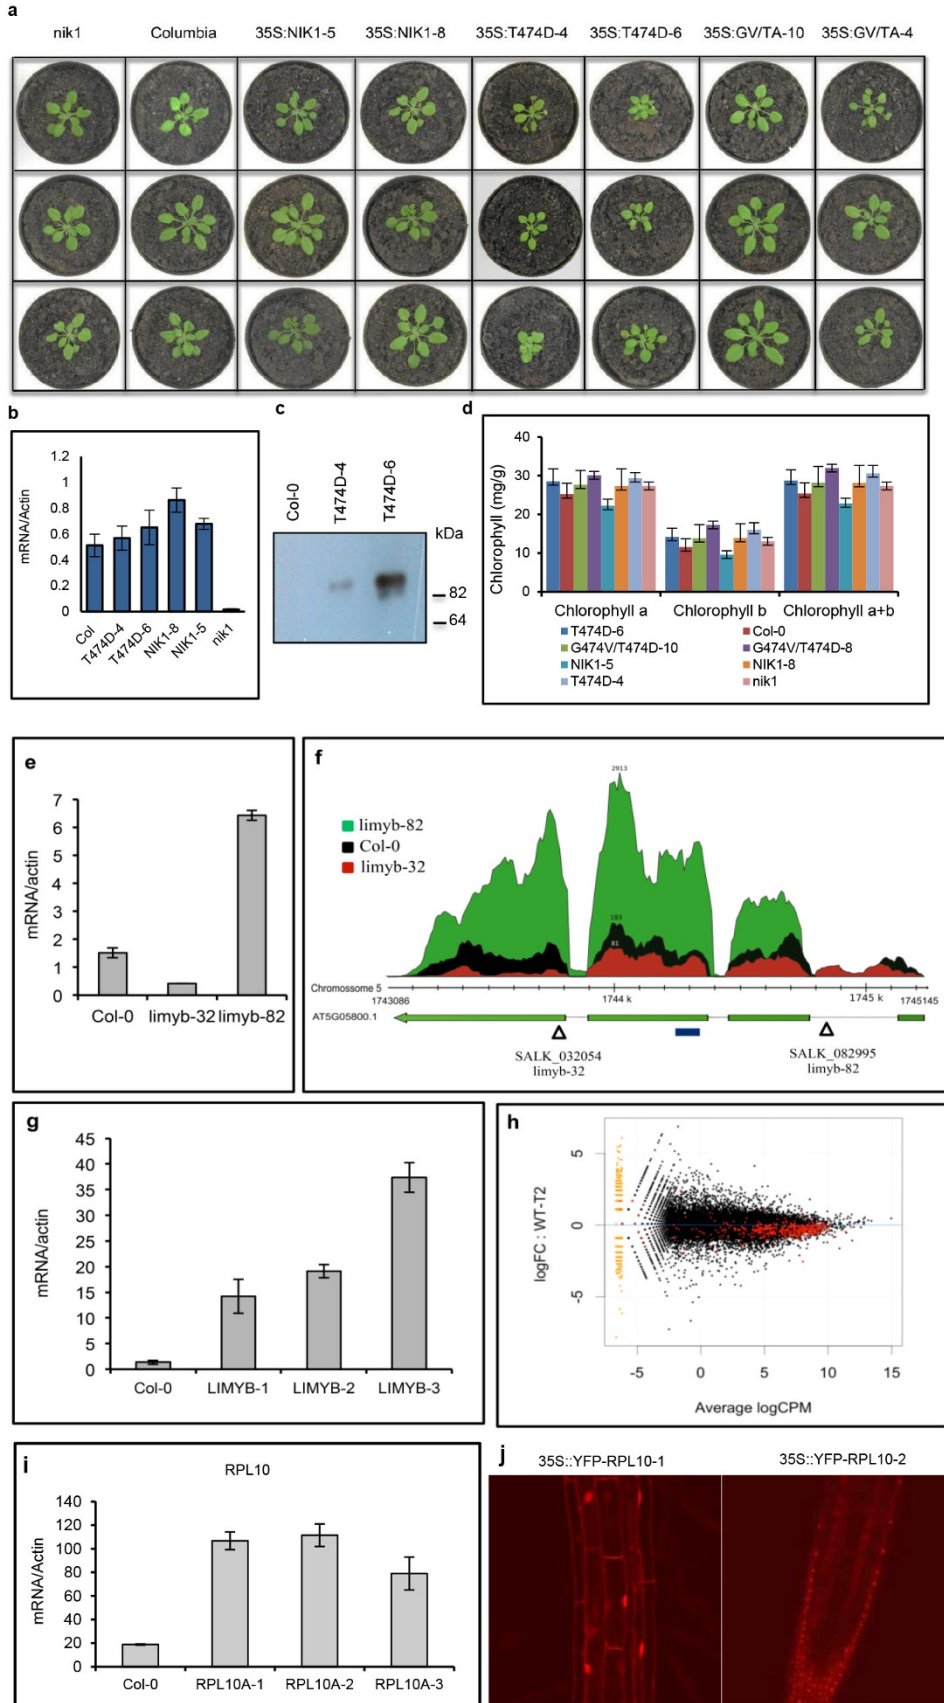 a
nik1 Columbia 35S:NIK1-5 35S:NIK1-8 35S:T474D-4 35S:T474D-6 35S:GV/TA-10 35S:GV/TA-4
b
mRNA/Actin
1.2
1
0.8
0.6
0.4
0.2
0
Col T474D-4 T474D-6 NIK1-8 NIK1-5 nik1
c
Col-0 T474D-4 T474D-6
kDa
82
64
d
Chlorophyll (mg/g)
40
30
20
10
0
Chlorophyll a Chlorophyll b Chlorophyll a+b
T474D-6 Col-0
G474V/T474D-10 G474V/T474D-8
NIK1-5 NIK1-8
T474D-4 nik1
e
mRNA/actin
7
6
5
4
3
2
1
0
Col-0 limyb-32 limyb-82
f
2913
limyb-82
Col-0
limyb-32
183
81
Chromossome 5
1743086 1744 k 1745 k 1745145
AT5G05800.1
SALK_032054 SALK_082995
limyb-32 limyb-82
g
mRNA/actin
45
40
35
30
25
20
15
10
5
0
Col-0 LIMYB-1 LIMYB-2 LIMYB-3
h
logFC : WT-T2
5
0
-5
-5 0 5 10 15
Average logCPM
i
RPL10
mRNA/Actin
140
120
100
80
60
40
20
0
Col-0 RPL10A-1 RPL10A-2 RPL10A-3
j
35S::YFP-RPL10-1 35S::YFP-RPL10-2